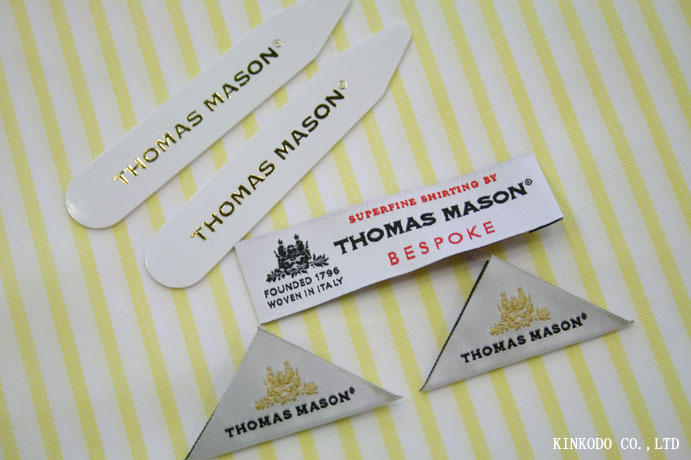 THOMAS MASON®
THOMAS MASON®
SUPERFINE SHIRTING BY
THOMAS MASON®
BESPOKE
FOUNDED 1796
WOVEN IN ITALY
THOMAS MASON®
THOMAS MASON®
KINKODO CO.,LTD